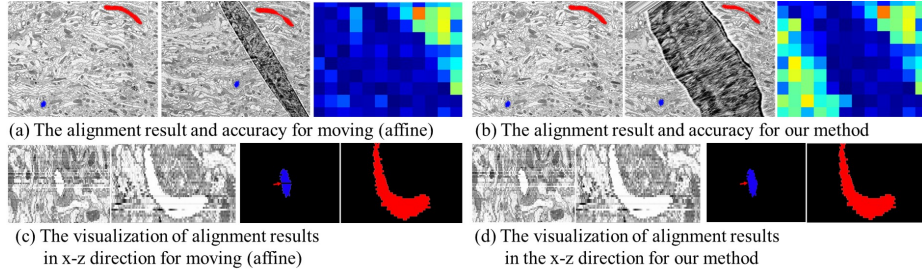 (a) The alignment result and accuracy for moving (affine)
(b) The alignment result and accuracy for our method
(c) The visualization of alignment results
in x-z direction for moving (affine)
(d) The visualization of alignment results
in the x-z direction for our method